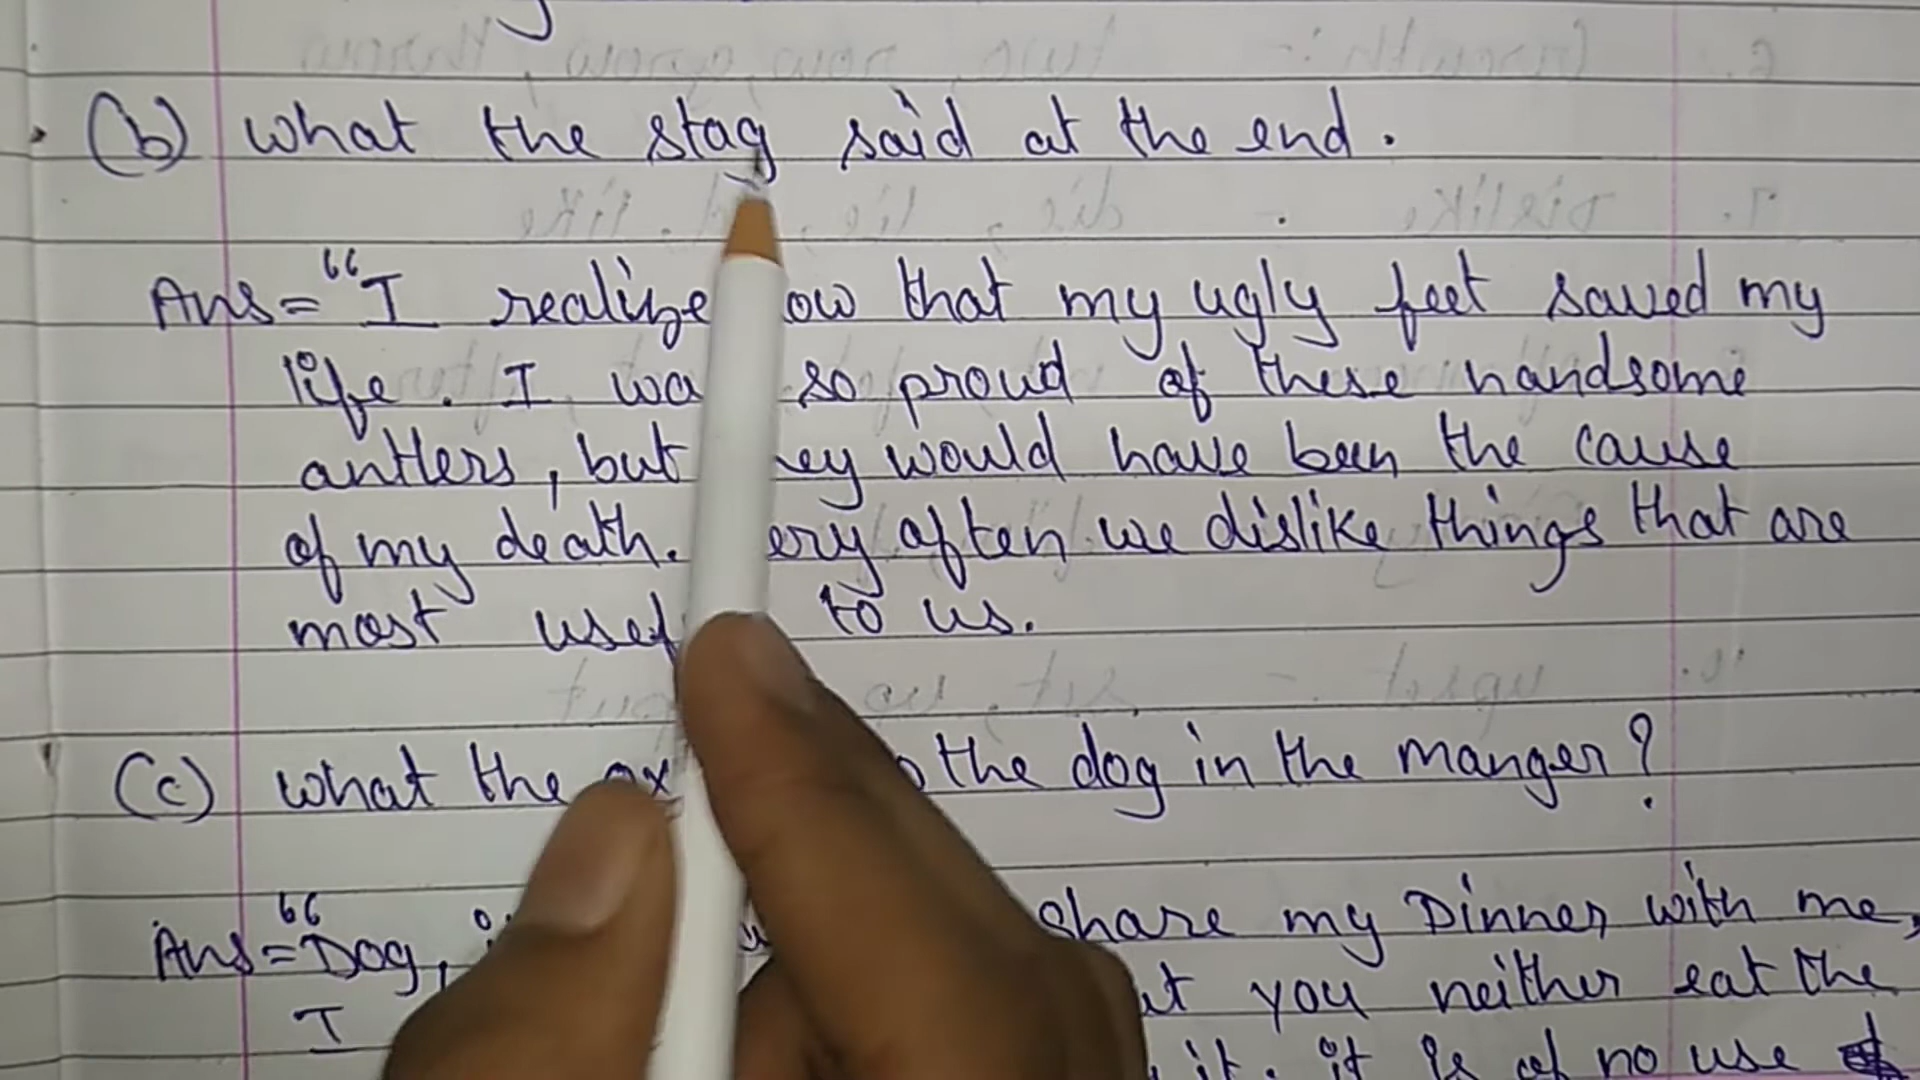 (b) What the stag said at the end.
Ans= "I realize ow that my ugly feet saved my
life. I wa so proud of these handsome
antlers, but ey would have been the cause
of my death. ery often we dislike things that are
most usef to us.
(c) What the ox the dog in the manger?
Ans= "Dog, share my Dinner with me,
I you neither eat the
it. it is of no use